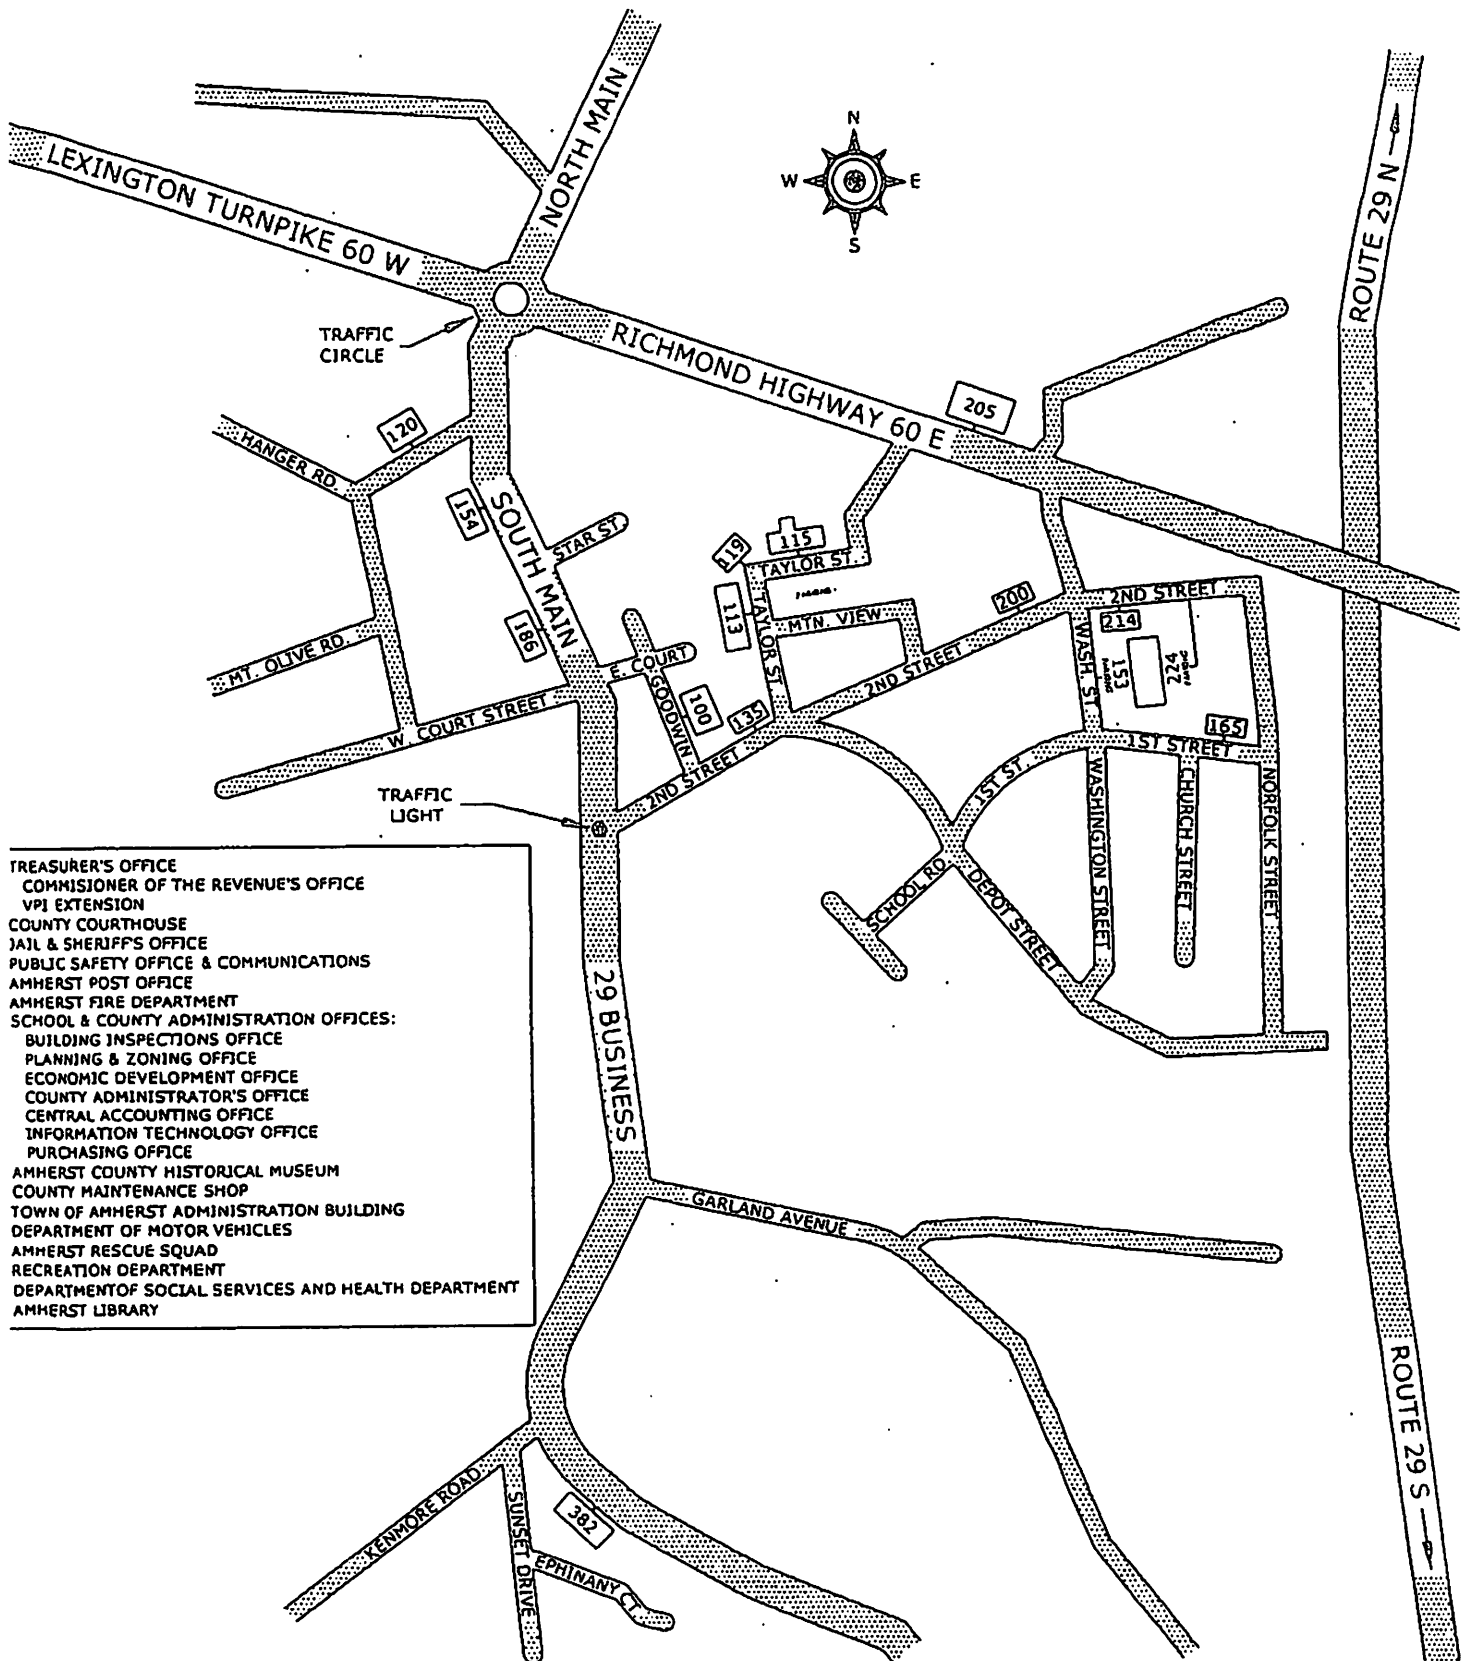 N
W E
S
LEXINGTON TURNPIKE 60 W
NORTH MAIN
ROUTE 29 N
TRAFFIC
CIRCLE
RICHMOND HIGHWAY 60 E
205
120
HANGER RD.
154
SOUTH MAIN
STAR ST.
119
115
TAYLOR ST.
113
TAYLOR ST.
MTN. VIEW
200
2ND STREET
214
186
MT. OLIVE RD.
E. COURT
GOODWIN
100
135
2ND STREET
WASH. ST
153
PARKING
224
PARKING
165
W. COURT STREET
2ND STREET
1ST STREET
1ST ST.
TRAFFIC
LIGHT
WASHINGTON STREET
CHURCH STREET
NORFOLK STREET
SCHOOL RD
DEPOT STREET
TREASURER'S OFFICE
COMMISIONER OF THE REVENUE'S OFFICE
VPI EXTENSION
COUNTY COURTHOUSE
JAIL & SHERIFF'S OFFICE
PUBLIC SAFETY OFFICE & COMMUNICATIONS
AMHERST POST OFFICE
AMHERST FIRE DEPARTMENT
SCHOOL & COUNTY ADMINISTRATION OFFICES:
BUILDING INSPECTIONS OFFICE
PLANNING & ZONING OFFICE
ECONOMIC DEVELOPMENT OFFICE
COUNTY ADMINISTRATOR'S OFFICE
CENTRAL ACCOUNTING OFFICE
INFORMATION TECHNOLOGY OFFICE
PURCHASING OFFICE
AMHERST COUNTY HISTORICAL MUSEUM
COUNTY MAINTENANCE SHOP
TOWN OF AMHERST ADMINISTRATION BUILDING
DEPARTMENT OF MOTOR VEHICLES
AMHERST RESCUE SQUAD
RECREATION DEPARTMENT
DEPARTMENTOF SOCIAL SERVICES AND HEALTH DEPARTMENT
AMHERST LIBRARY
29 BUSINESS
GARLAND AVENUE
ROUTE 29 S
KENMORE ROAD
SUNSET DRIVE
382
EPHINANY CT.